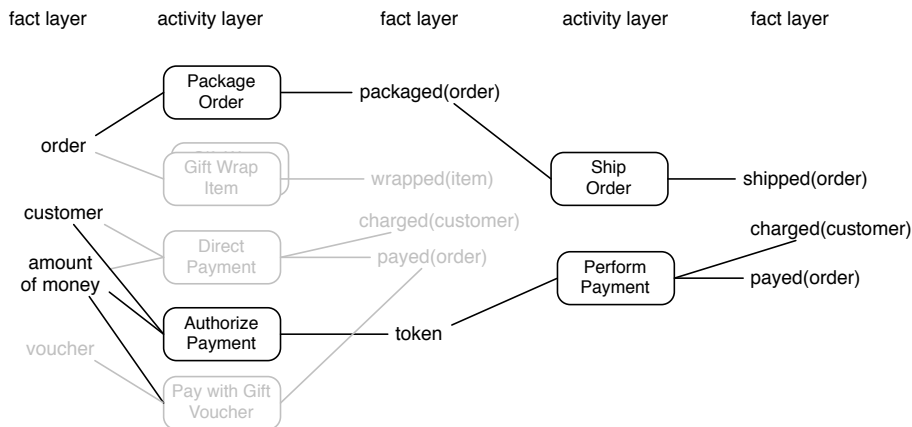 fact layer
activity layer
fact layer
activity layer
fact layer
Package
Order
packaged(order)
order
Gift Wrap
Item
wrapped(item)
Ship
Order
shipped(order)
customer
charged(customer)
charged(customer)
Direct
Payment
payed(order)
amount
of money
Perform
Payment
payed(order)
Authorize
Payment
token
voucher
Pay with Gift
Voucher